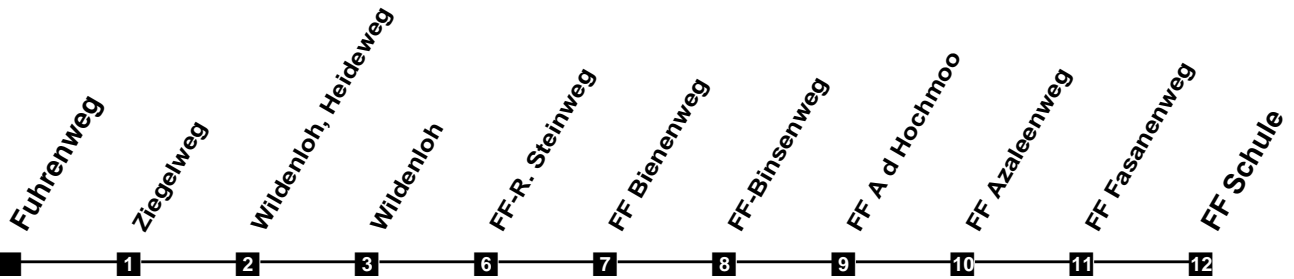 Fuhrenweg
Ziegelweg
Wildenloh, Heideweg
Wildenloh
FF-R. Steinweg
FF Bienenweg
FF-Binsenweg
FF A d Hochmoo
FF Azaleenweg
FF Fasanenweg
FF Schule
1 2 3 6 7 8 9 10 11 12